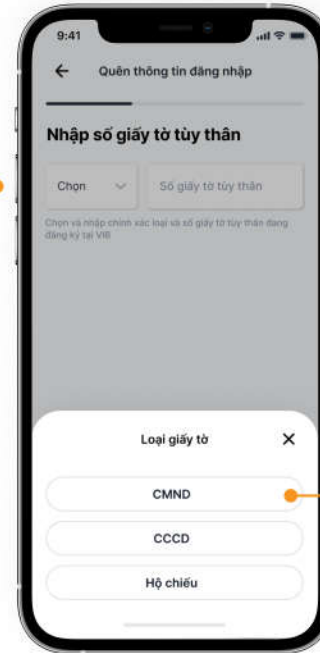 9:41
Quên thông tin đăng nhập
Nhập số giấy tờ tùy thân
Chọn
Số giấy tờ tùy thân
Chọn và nhập chính xác loại và số giấy tờ tùy thân đang
đăng ký tại VIB
Loại giấy tờ
CMND
CCCD
Hộ chiếu